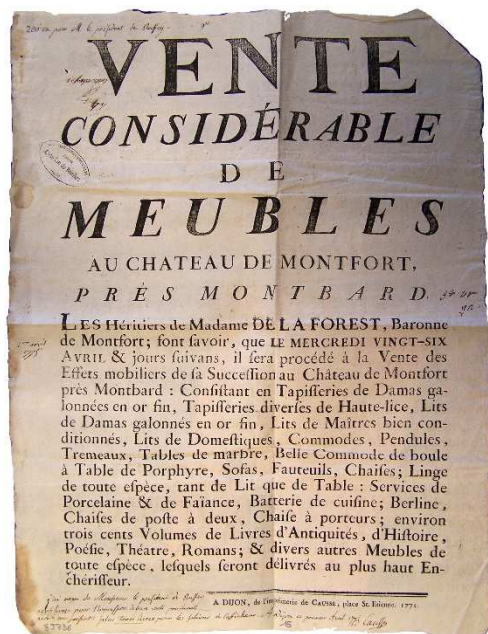 VENTE
CONSIDÉRABLE
DE
MEUBLES
AU CHATEAU DE MONTFORT,
PRÈS MONTBARD.
LES Héritiers de Madame DE LA FOREST, Baronne
de Montfort; font savoir, que LE MERCREDI VINGT-SIX
AVRIL & jours suivans, il sera procédé à la Vente des
Effets mobiliers de sa Succession au Château de Montfort
près Montbard : Consistant en Tapisseries de Damas ga-
lonnées en or fin, Tapisseries diverses de Haute-lice, Lits
de Damas galonnés en or fin, Lits de Maîtres bien con-
ditionnés, Lits de Domestiques, Commodes, Pendules,
Tremeaux, Tables de marbre, Belle Commode de boule
à Table de Porphyre, Sofas, Fauteuils, Chaises; Linge
de toute espèce, tant de Lit que de Table : Services de
Porcelaine & de Faïance, Batterie de cuisine; Berline,
Chaises de poste à deux, Chaise à porteurs; environ
trois cents Volumes de Livres d'Antiquités, d'Histoire,
Poésie, Théatre, Romans; & divers autres Meubles de
toute espèce, lesquels seront délivrés au plus haut En-
chérisseur.
A DIJON, de l'Imprimerie de CAUSSE, place St. Etienne. 177